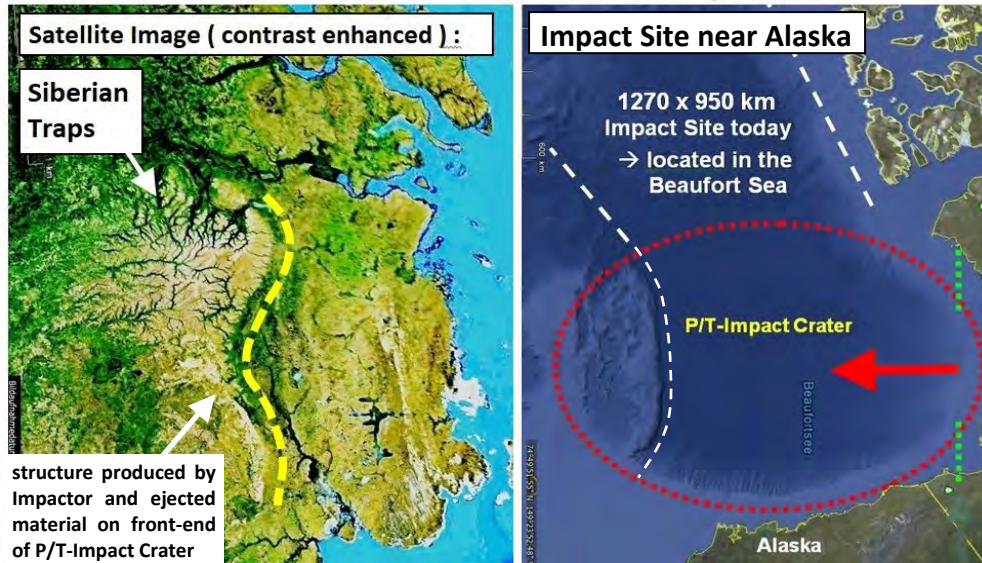 Satellite Image ( contrast enhanced ) :
Siberian
Traps
structure produced by
Impactor and ejected
material on front-end
of P/T-Impact Crater
Impact Site near Alaska
1270 x 950 km
Impact Site today
→ located in the
Beaufort Sea
600 km
P/T-Impact Crater
Beaufortsee
Alaska